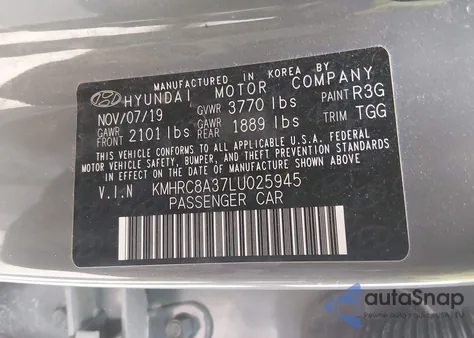 MANUFACTURED IN KOREA BY
HYUNDAI MOTOR COMPANY
NOV/07/19 GVWR 3770 lbs PAINT R3G
GAWR FRONT 2101 lbs GAWR REAR 1889 lbs TRIM TGG
THIS VEHICLE CONFORMS TO ALL APPLICABLE U.S.A. FEDERAL
MOTOR VEHICLE SAFETY, BUMPER, AND THEFT PREVENTION STANDARDS
IN EFFECT ON THE DATE OF MANUFACTURE SHOWN ABOVE.
V.I.N KMHRC8A37LU025945
PASSENGER CAR
autoSnap